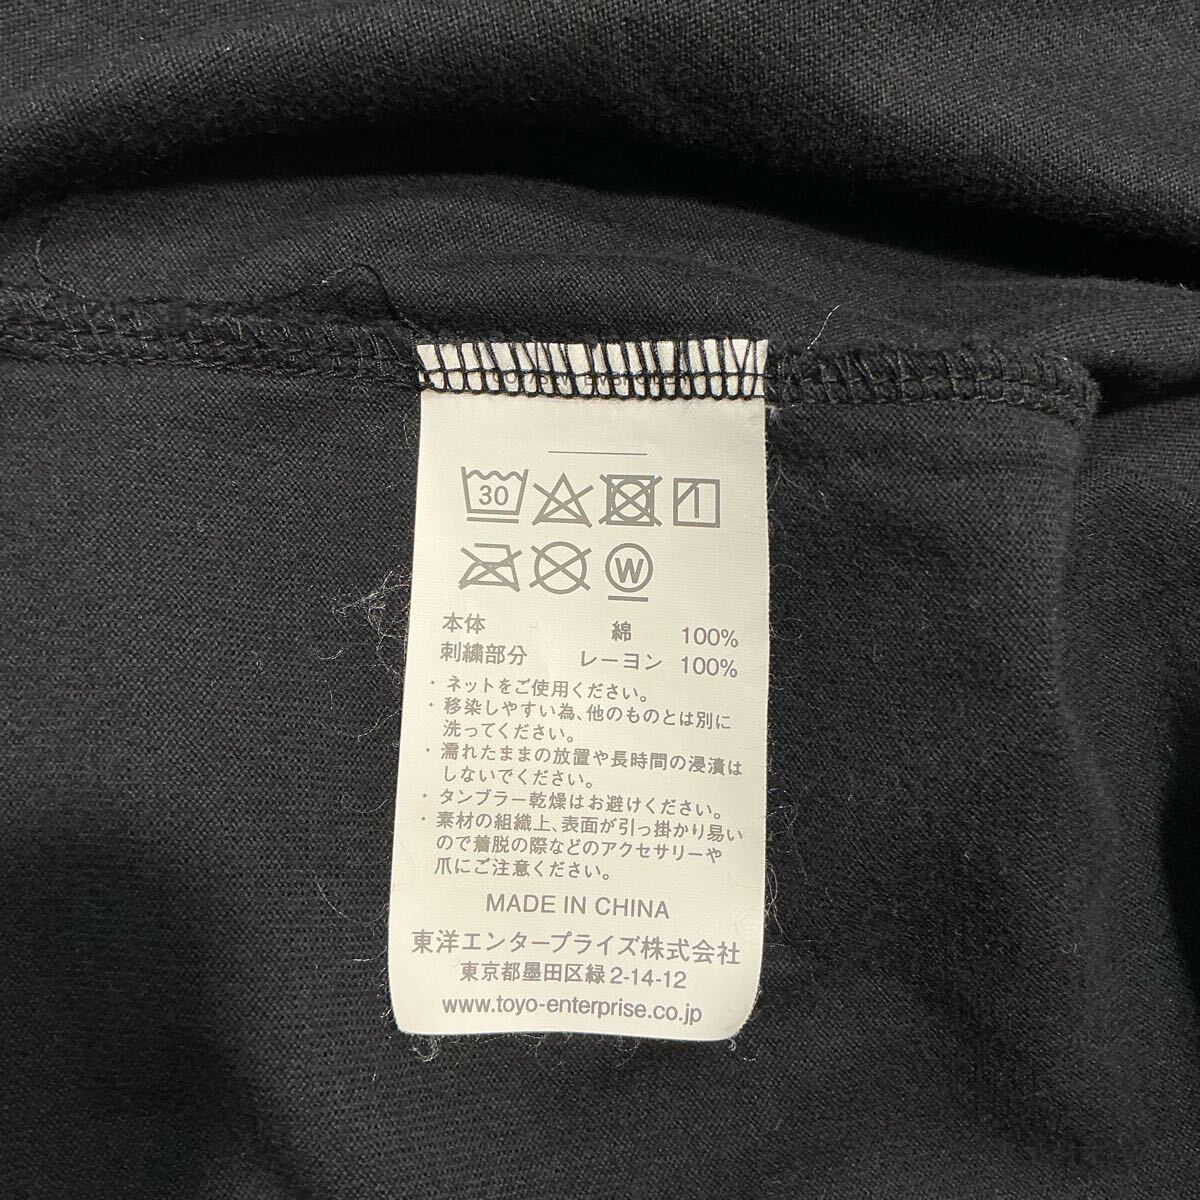 30
W
本体 綿 100%
刺繍部分 レーヨン 100%
・ネットをご使用ください。
・移染しやすい為、他のものとは別に
洗ってください。
・濡れたままの放置や長時間の浸漬は
しないでください。
・タンブラー乾燥はお避けください。
・素材の組織上、表面が引っ掛かり易い
ので着脱の際などのアクセサリーや
爪にご注意ください。
MADE IN CHINA
東洋エンタープライズ株式会社
東京都墨田区緑2-14-12
www.toyo-enterprise.co.jp